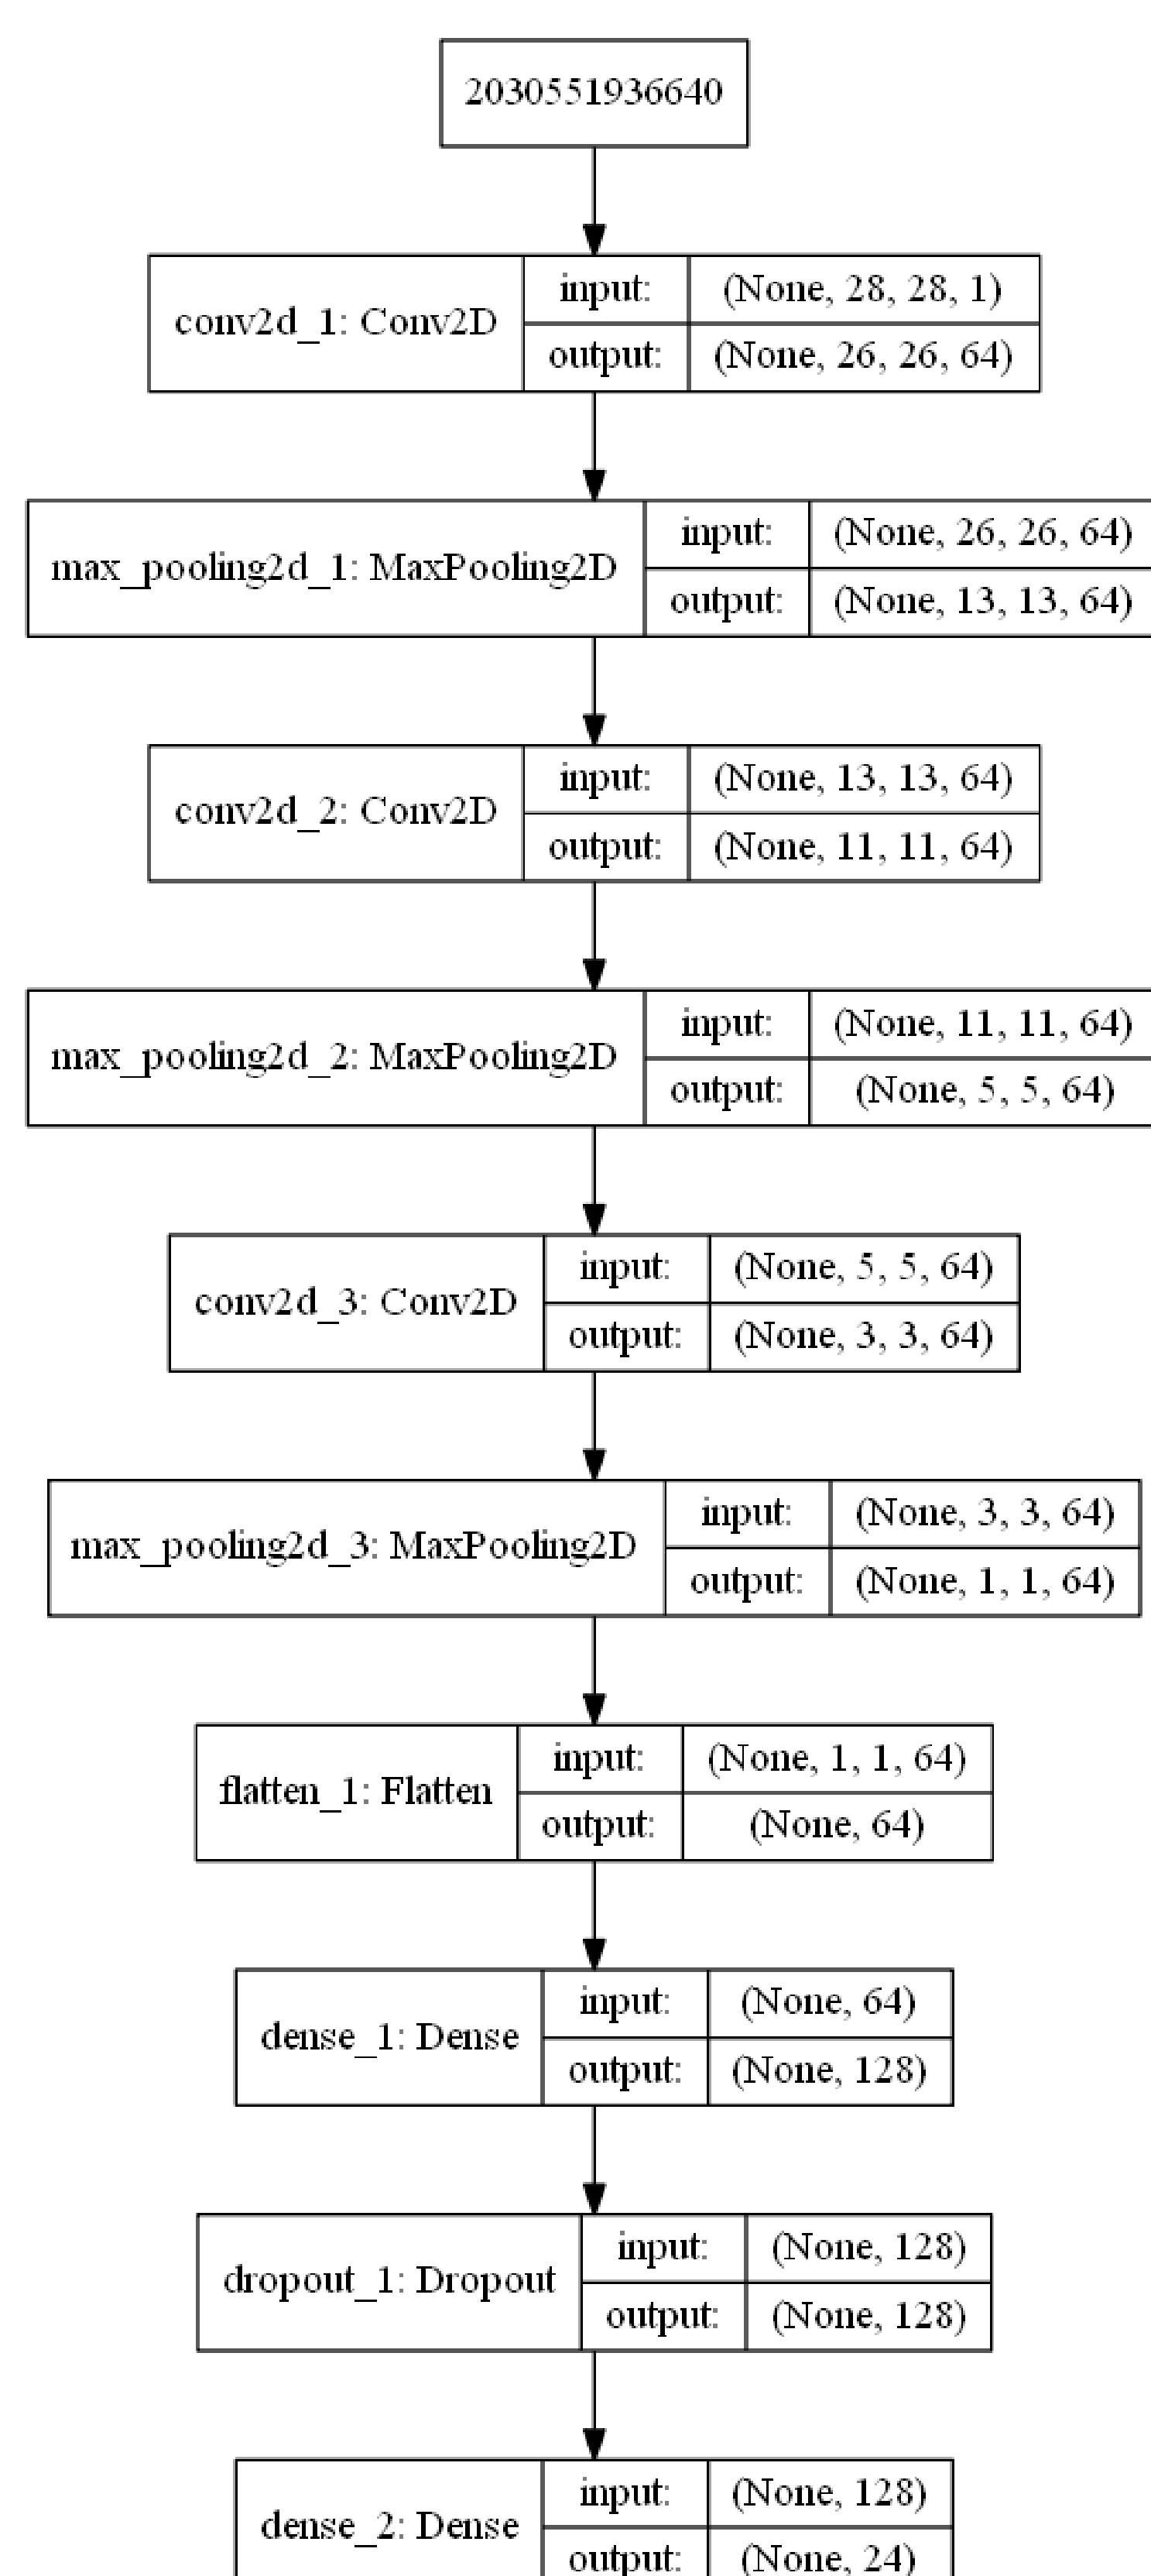 2030551936640
conv2d_1: Conv2D
input:
(None, 28, 28, 1)
output:
(None, 26, 26, 64)
max_pooling2d_1: MaxPooling2D
input:
(None, 26, 26, 64)
output:
(None, 13, 13, 64)
conv2d_2: Conv2D
input:
(None, 13, 13, 64)
output:
(None, 11, 11, 64)
max_pooling2d_2: MaxPooling2D
input:
(None, 11, 11, 64)
output:
(None, 5, 5, 64)
conv2d_3: Conv2D
input:
(None, 5, 5, 64)
output:
(None, 3, 3, 64)
max_pooling2d_3: MaxPooling2D
input:
(None, 3, 3, 64)
output:
(None, 1, 1, 64)
flatten_1: Flatten
input:
(None, 1, 1, 64)
output:
(None, 64)
dense_1: Dense
input:
(None, 64)
output:
(None, 128)
dropout_1: Dropout
input:
(None, 128)
output:
(None, 128)
dense_2: Dense
input:
(None, 128)
output:
(None, 24)